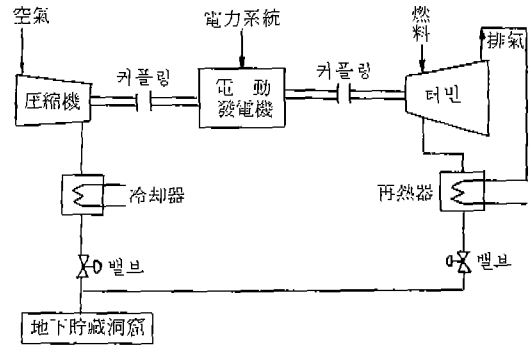 空氣
電力系統
燃料
排氣
커플링
커플링
壓縮機
電動
發電機
터빈
冷却器
再熱器
밸브
밸브
地下貯藏洞窟